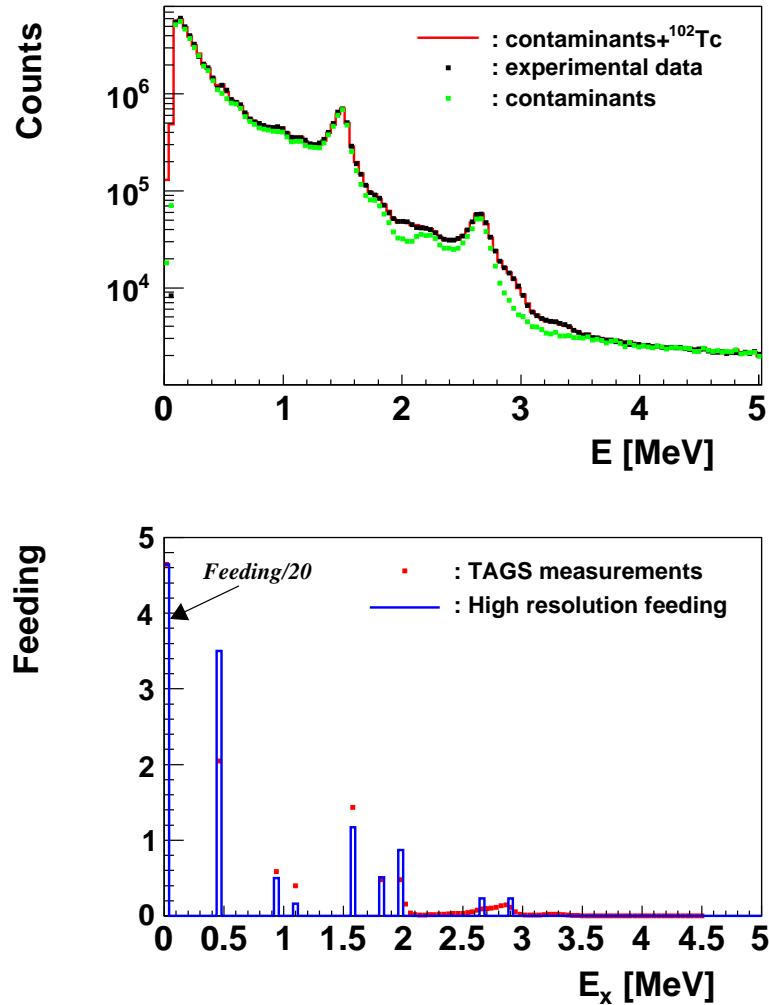 : contaminants+¹⁰²Tc
: experimental data
: contaminants
Counts
10⁶
10⁵
10⁴
0 1 2 3 4 5
E [MeV]
5
Feeding/20
: TAGS measurements
: High resolution feeding
4
Feeding
3
2
1
0
0 0.5 1 1.5 2 2.5 3 3.5 4 4.5 5
Eₓ [MeV]